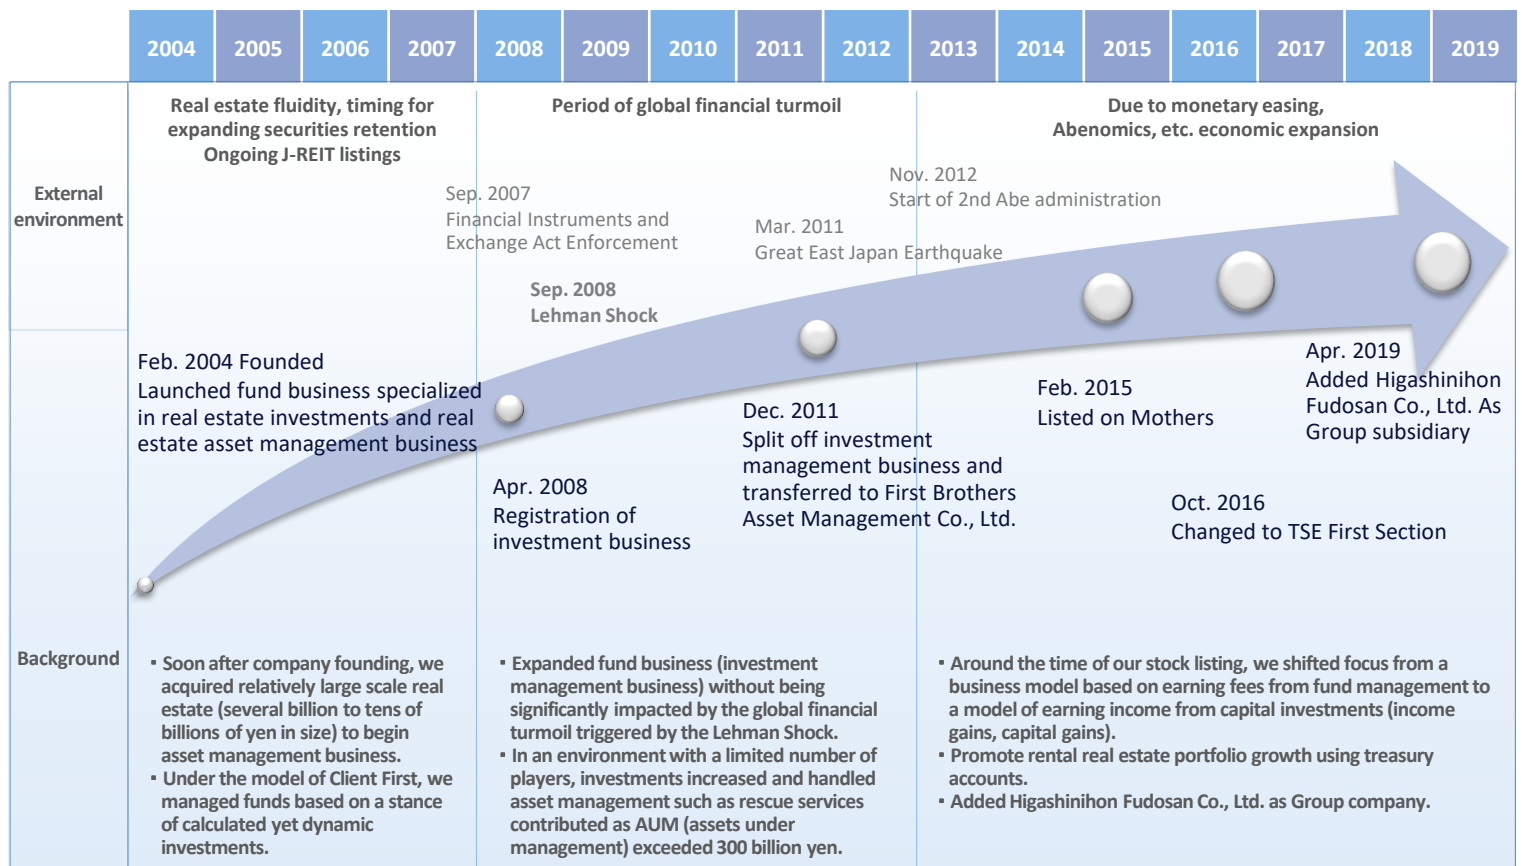 2004 2005 2006 2007 2008 2009 2010 2011 2012 2013 2014 2015 2016 2017 2018 2019
External
environment
Real estate fluidity, timing for
expanding securities retention
Ongoing J-REIT listings
Period of global financial turmoil
Due to monetary easing,
Abenomics, etc. economic expansion
Sep. 2007
Financial Instruments and
Exchange Act Enforcement
Sep. 2008
Lehman Shock
Mar. 2011
Great East Japan Earthquake
Nov. 2012
Start of 2nd Abe administration
Background
Feb. 2004 Founded
Launched fund business specialized
in real estate investments and real
estate asset management business
Apr. 2008
Registration of
investment business
Dec. 2011
Split off investment
management business and
transferred to First Brothers
Asset Management Co., Ltd.
Feb. 2015
Listed on Mothers
Oct. 2016
Changed to TSE First Section
Apr. 2019
Added Higashinihon
Fudosan Co., Ltd. As
Group subsidiary
▪ Soon after company founding, we
acquired relatively large scale real
estate (several billion to tens of
billions of yen in size) to begin
asset management business.
▪ Under the model of Client First, we
managed funds based on a stance
of calculated yet dynamic
investments.
▪ Expanded fund business (investment
management business) without being
significantly impacted by the global financial
turmoil triggered by the Lehman Shock.
▪ In an environment with a limited number of
players, investments increased and handled
asset management such as rescue services
contributed as AUM (assets under
management) exceeded 300 billion yen.
▪ Around the time of our stock listing, we shifted focus from a
business model based on earning fees from fund management to
a model of earning income from capital investments (income
gains, capital gains).
▪ Promote rental real estate portfolio growth using treasury
accounts.
▪ Added Higashinihon Fudosan Co., Ltd. as Group company.